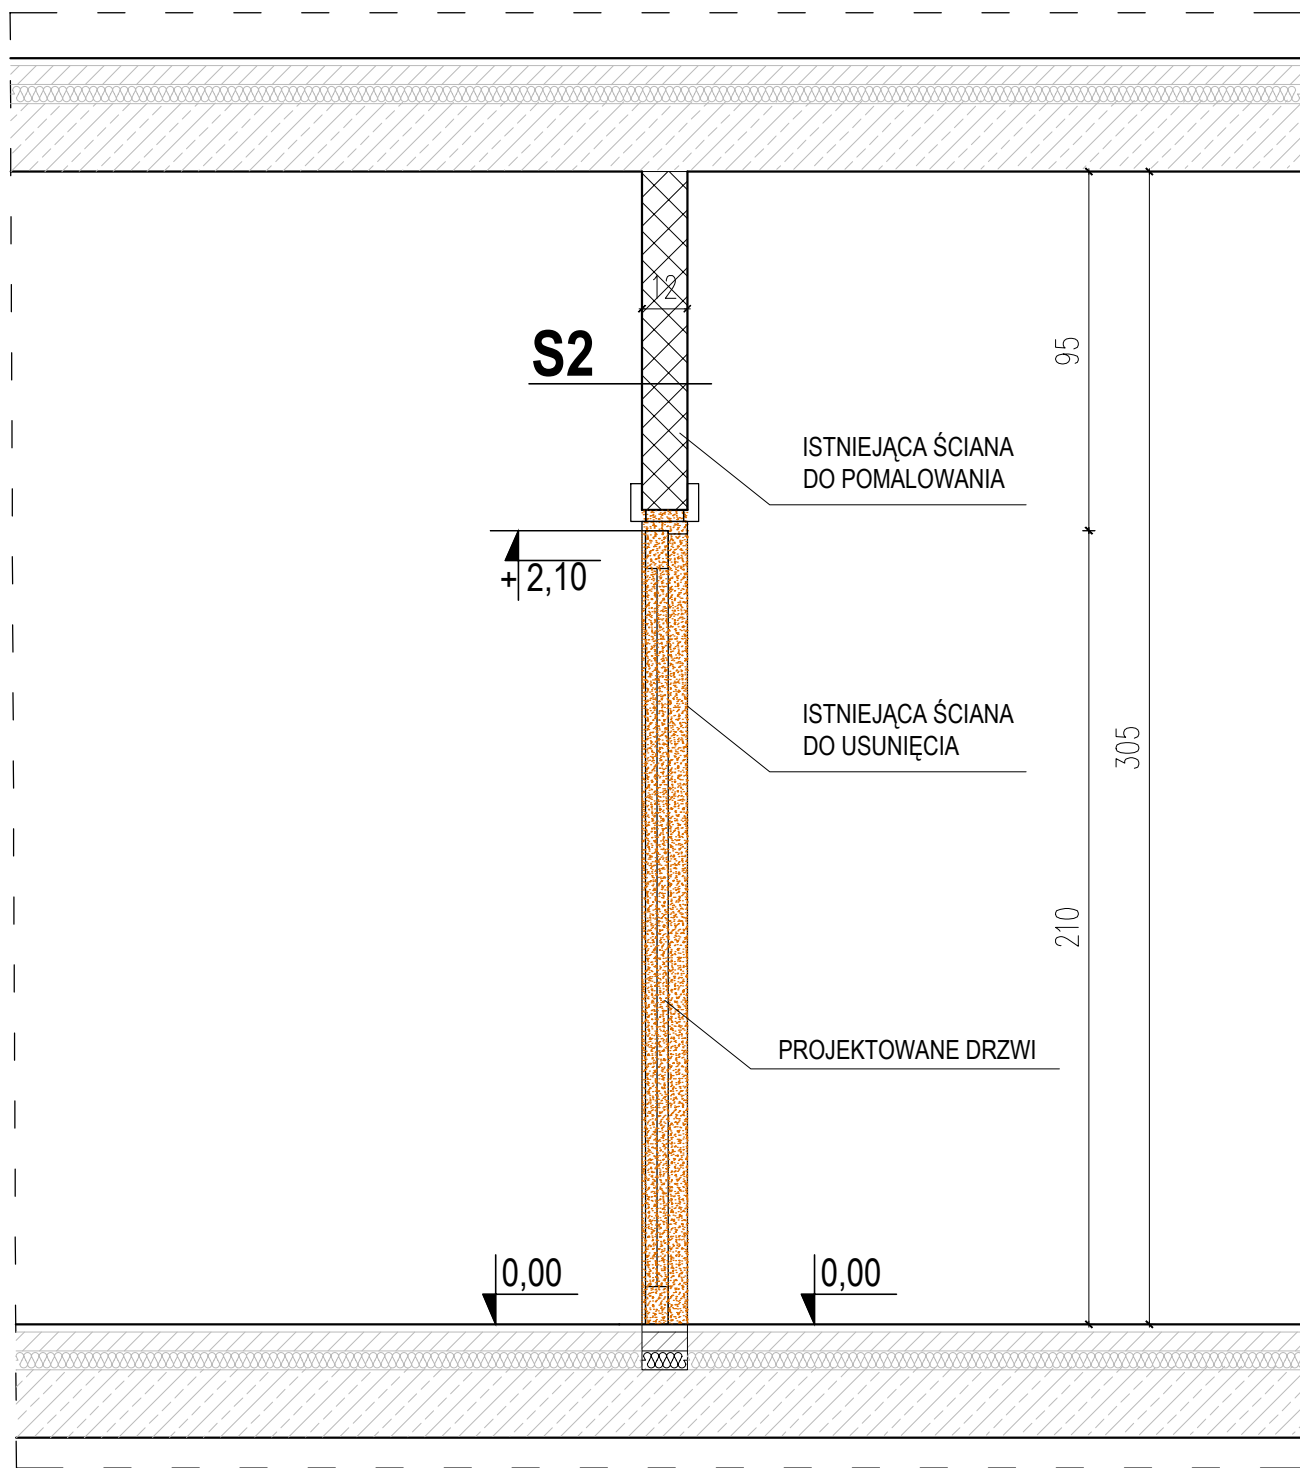 12
S2
95
ISTNIEJĄCA ŚCIANA
DO POMALOWANIA
+2,10
ISTNIEJĄCA ŚCIANA
DO USUNIĘCIA
305
210
PROJEKTOWANE DRZWI
0,00
0,00